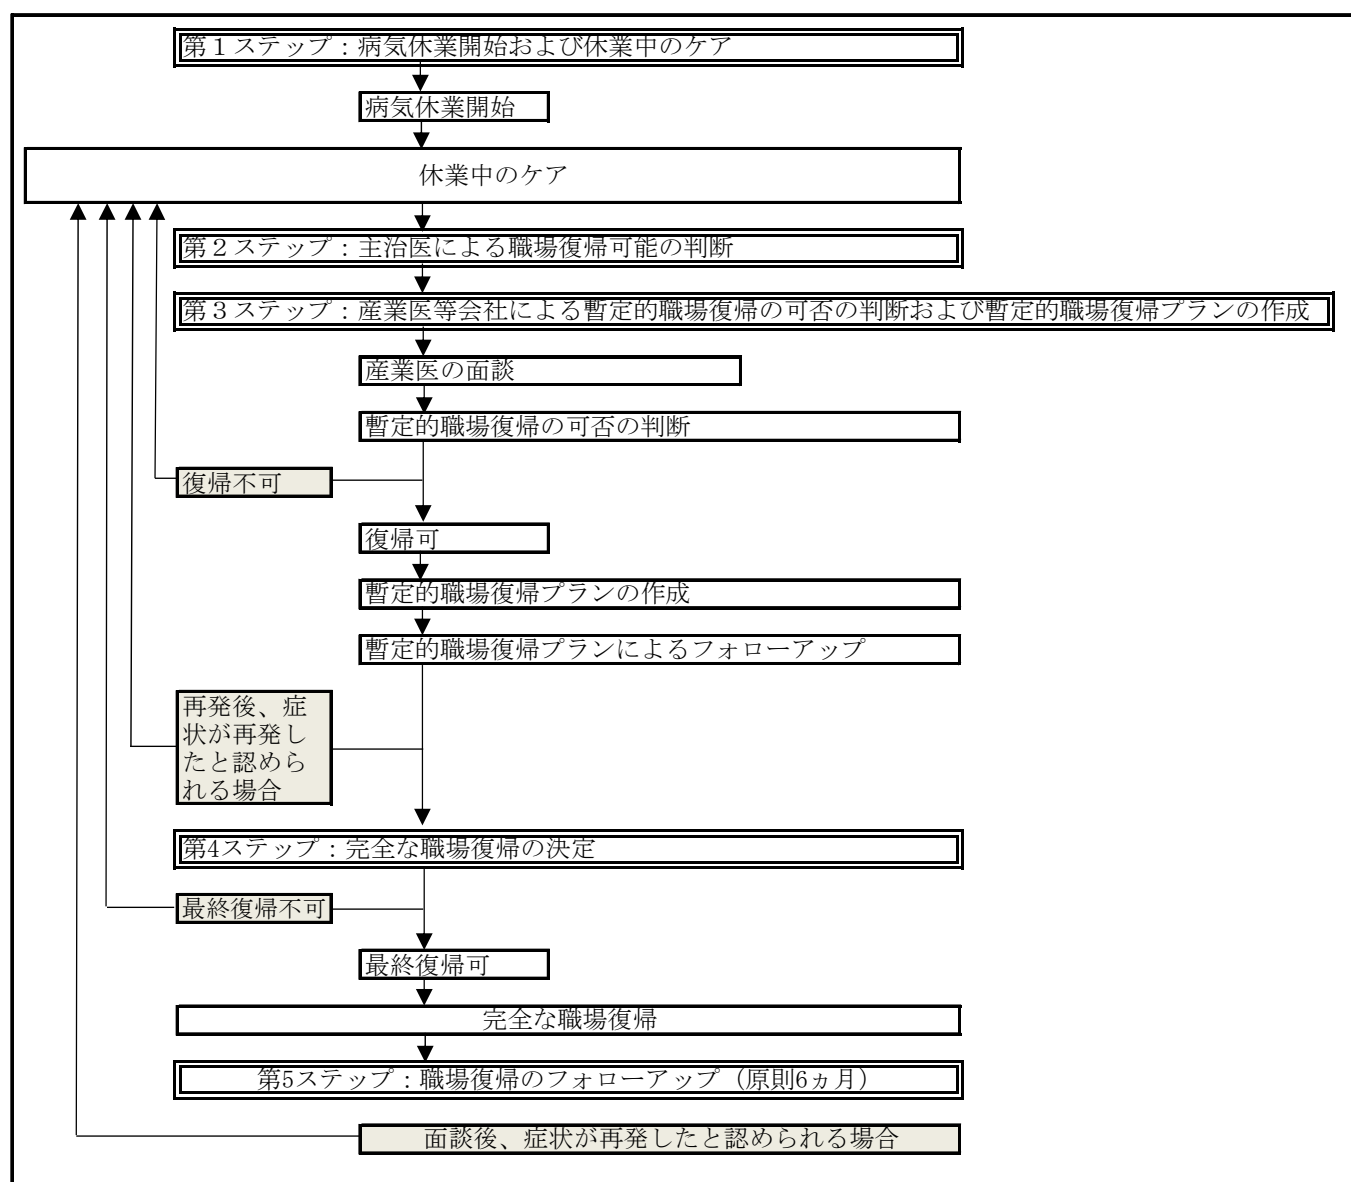 第１ステップ：病気休業開始および休業中のケア
病気休業開始
休業中のケア
第２ステップ：主治医による職場復帰可能の判断
第３ステップ：産業医等会社による暫定的職場復帰の可否の判断および暫定的職場復帰プランの作成
産業医の面談
暫定的職場復帰の可否の判断
復帰不可
復帰可
暫定的職場復帰プランの作成
暫定的職場復帰プランによるフォローアップ
再発後、症
状が再発し
たと認めら
れる場合
第4ステップ：完全な職場復帰の決定
最終復帰不可
最終復帰可
完全な職場復帰
第5ステップ：職場復帰のフォローアップ（原則6ヵ月）
面談後、症状が再発したと認められる場合